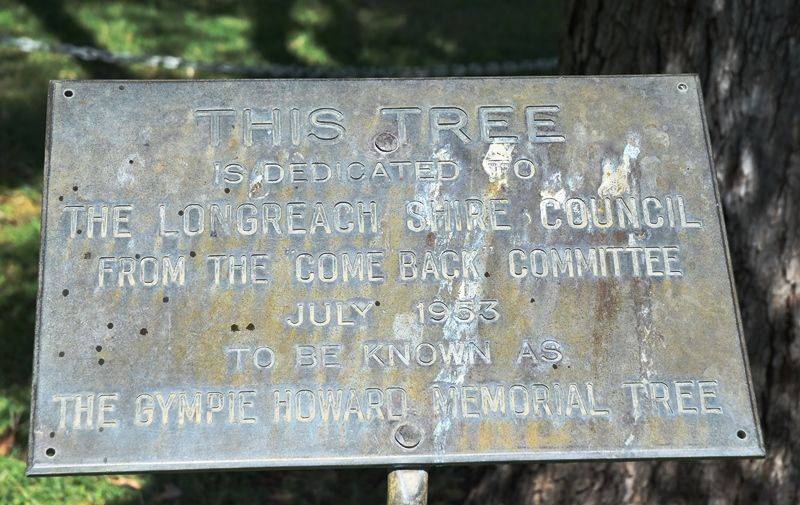 THIS TREE
IS DEDICATED TO
THE LONGREACH SHIRE COUNCIL
FROM THE "COME BACK COMMITTEE
JULY 1953
TO BE KNOWN AS
THE GYMPIE HOWARD MEMORIAL TREE